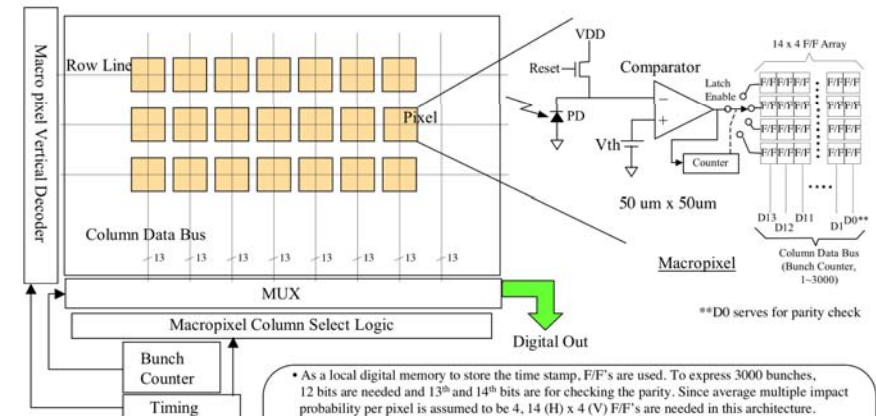 Macro pixel Vertical Decoder
Row Line
Pixel
Column Data Bus
13 13 13 13 13 13 13
MUX
Macropixel Column Select Logic
Bunch
Counter
Timing
Digital Out
VDD
Reset
PD
Comparator
Vth
Latch
Enable
Counter
50 um x 50um
Macropixel
14 x 4 F/F Array
F/F F/F F/F F/F F/F
F/F F/F F/F F/F F/F
F/F F/F F/F F/F F/F
F/F F/F F/F F/F F/F
D13 D12 D11 D1 D0**
Column Data Bus
(Bunch Counter,
1~3000)
**D0 serves for parity check
• As a local digital memory to store the time stamp, F/F's are used. To express 3000 bunches,
12 bits are needed and 13th and 14th bits are for checking the parity. Since average multiple impact
probability per pixel is assumed to be 4, 14 (H) x 4 (V) F/F's are needed in this architecture.